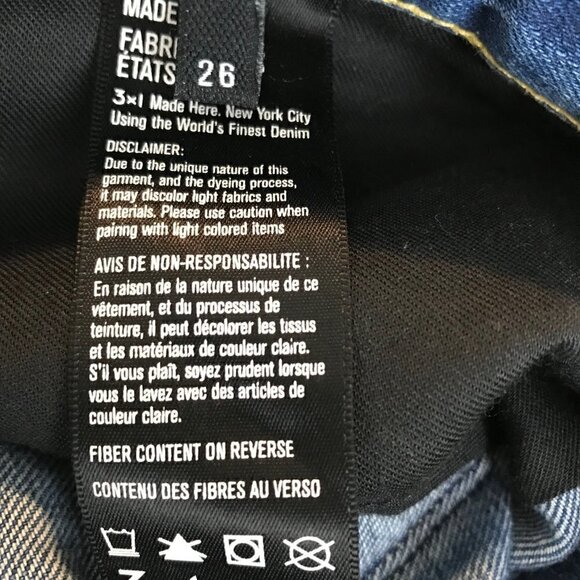 MADE
FABRI
ÉTATS
26
3×1 Made Here. New York City
Using the World's Finest Denim
DISCLAIMER:
Due to the unique nature of this
garment, and the dyeing process,
it may discolor light fabrics and
materials. Please use caution when
pairing with light colored items
AVIS DE NON-RESPONSABILITE :
En raison de la nature unique de ce
vêtement, et du processus de
teinture, il peut décolorer les tissus
et les matériaux de couleur claire.
S'il vous plaît, soyez prudent lorsque
vous le lavez avec des articles de
couleur claire.
FIBER CONTENT ON REVERSE
CONTENU DES FIBRES AU VERSO